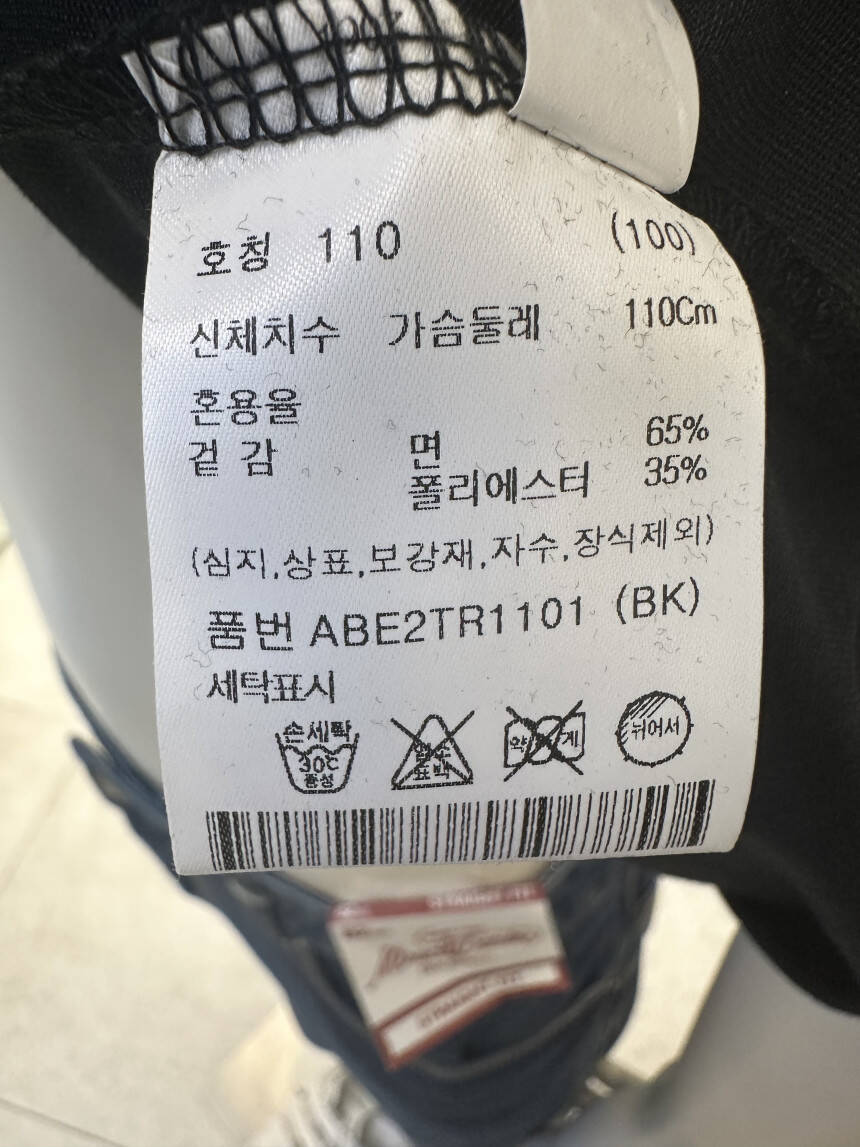 호칭 110 (100)
신체치수 가슴둘레 110Cm
혼용율
겉 감 면 65%
폴리에스터 35%
(심지,상표,보강재,자수,장식제외)
품번 ABE2TR1101 (BK)
세탁표시
손세탁
30℃
중성
표백
약 게
뉘어서